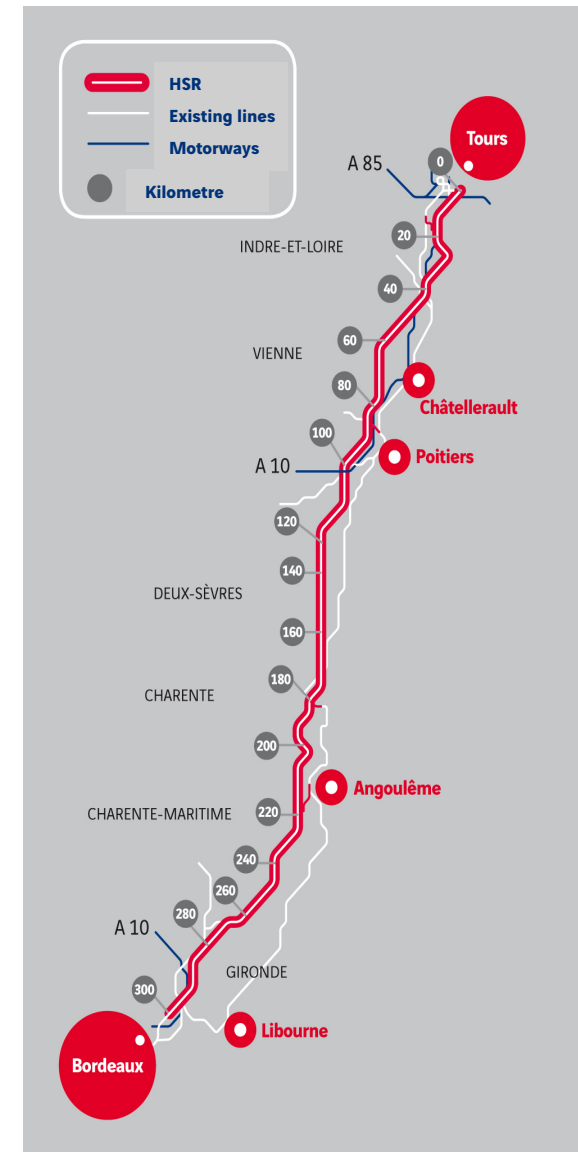 HSR
Existing lines
Motorways
Kilometre
Tours
0
A 85
20
INDRE-ET-LOIRE
40
60
VIENNE
80
Châtellerault
100
Poitiers
A 10
120
140
DEUX-SÈVRES
160
180
CHARENTE
200
Angoulême
220
CHARENTE-MARITIME
240
260
280
A 10
GIRONDE
300
Libourne
Bordeaux